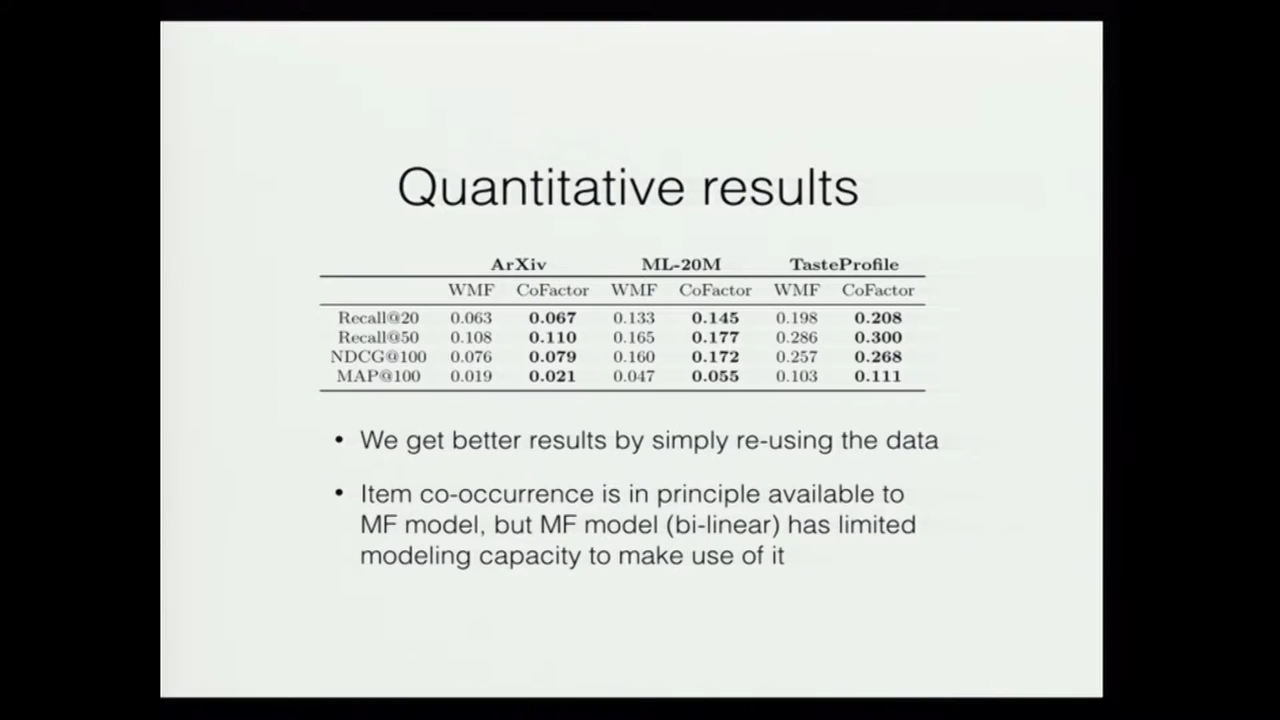 Quantitative results
ArXiv ML-20M TasteProfile
WMF CoFactor WMF CoFactor WMF CoFactor
Recall@20 0.063 0.067 0.133 0.145 0.198 0.208
Recall@50 0.108 0.110 0.165 0.177 0.286 0.300
NDCG@100 0.076 0.079 0.160 0.172 0.257 0.268
MAP@100 0.019 0.021 0.047 0.055 0.103 0.111
• We get better results by simply re-using the data
• Item co-occurrence is in principle available to
MF model, but MF model (bi-linear) has limited
modeling capacity to make use of it